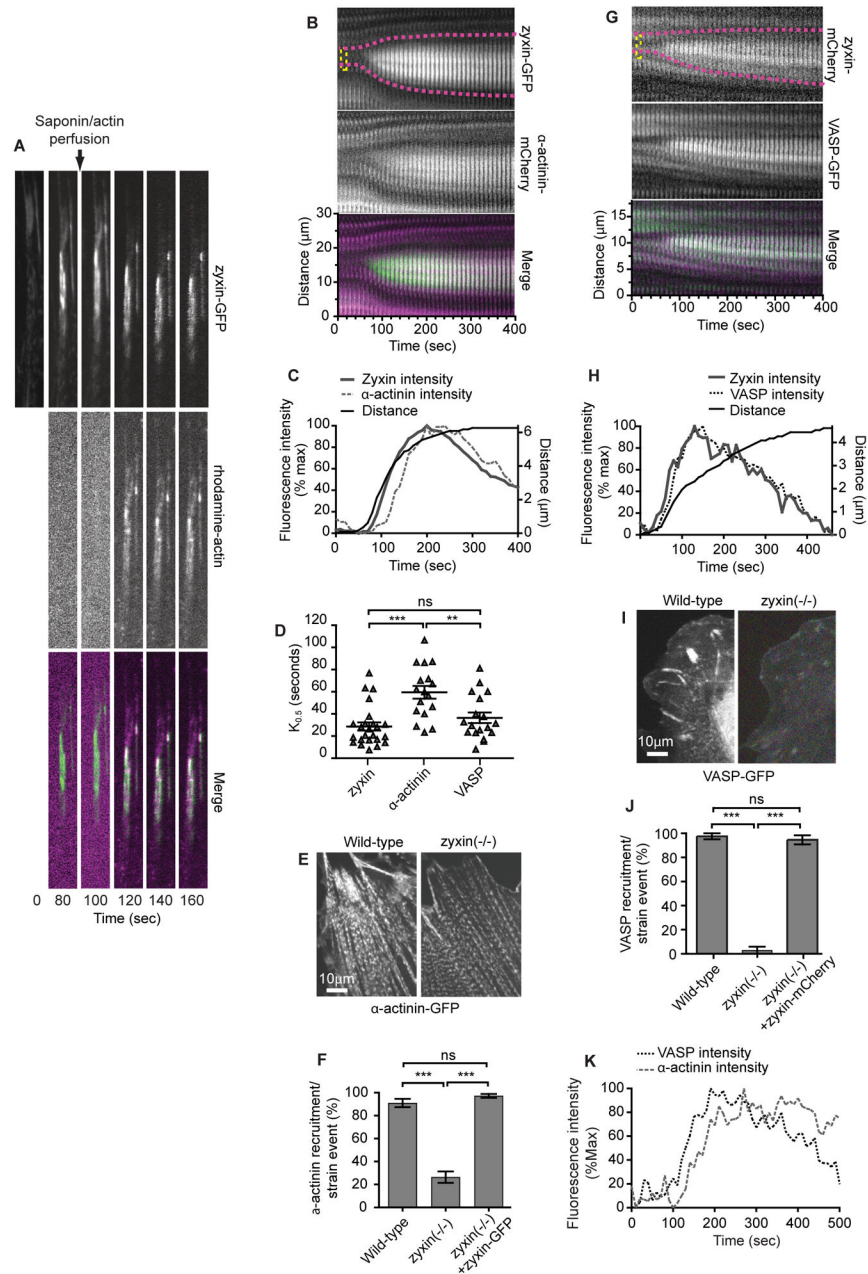 A
Saponin/actin
perfusion
zyxin-GFP
rhodamine-actin
Merge
0 80 100 120 140 160
Time (sec)
B
zyxin-GFP
α-actinin-
mCherry
Merge
Distance (µm)
30
20
10
0
0 100 200 300 400
Time (sec)
C
Zyxin intensity
α-actinin intensity
Distance
Fluorescence intensity
(% max)
100
80
60
40
20
0
6
4
2
0
Distance (µm)
0 100 200 300 400
Time (sec)
D
ns
*** **
K0.5 (seconds)
120
100
80
60
40
20
0
zyxin α-actinin VASP
E
Wild-type zyxin(-/-)
10µm
α-actinin-GFP
F
ns
*** ***
a-actinin recruitment/
strain event (%)
100
80
60
40
20
0
Wild-type
zyxin(-/-)
zyxin(-/-)
+zyxin-GFP
G
zyxin-
mCherry
VASP-GFP
Merge
Distance (µm)
15
10
5
0
0 100 200 300 400
Time (sec)
H
Zyxin intensity
VASP intensity
Distance
Fluorescence intensity
(% max)
100
80
60
40
20
0
4
3
2
1
0
Distance (µm)
100 200 300 400
Time (sec)
I
Wild-type zyxin(-/-)
10µm
VASP-GFP
J
ns
*** ***
VASP recruitment/
strain event (%)
100
80
60
40
20
0
Wild-type
zyxin(-/-)
zyxin(-/-)
+zyxin-mCherry
K
VASP intensity
α-actinin intensity
Fluorescence intensity
(%Max)
100
80
60
40
20
0
0 100 200 300 400 500
Time (sec)